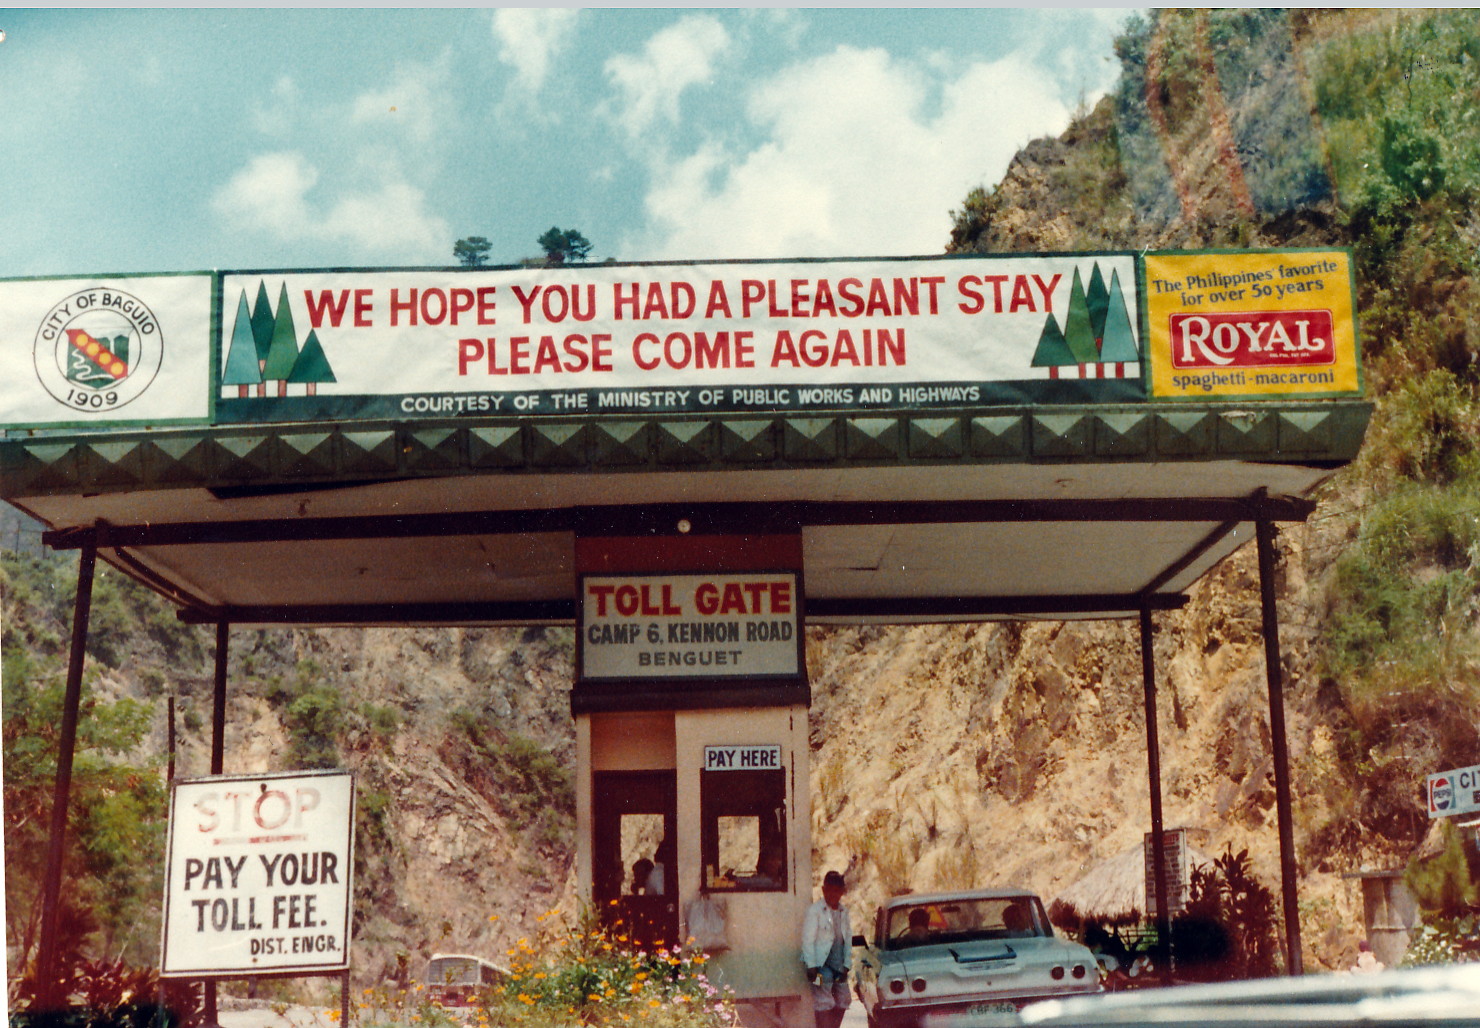 CITY OF BAGUIO
1909
WE HOPE YOU HAD A PLEASANT STAY
PLEASE COME AGAIN
COURTESY OF THE MINISTRY OF PUBLIC WORKS AND HIGHWAYS
The Philippines' favorite
for over 50 years
ROYAL
spaghetti-macaroni
TOLL GATE
CAMP 6, KENNON ROAD
BENGUET
PAY HERE
STOP
PAY YOUR
TOLL FEE.
DIST. ENGR.
PEPSI